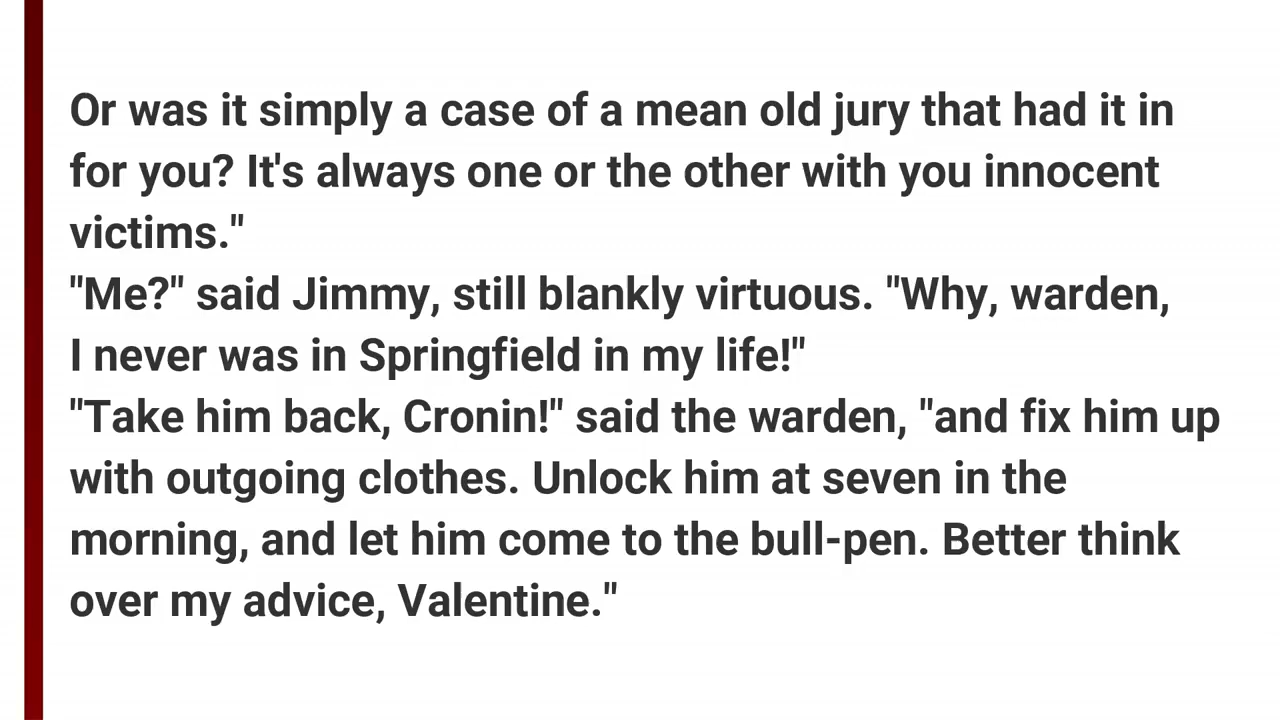 Or was it simply a case of a mean old jury that had it in
for you? It's always one or the other with you innocent
victims."
"Me?" said Jimmy, still blankly virtuous. "Why, warden,
I never was in Springfield in my life!"
"Take him back, Cronin!" said the warden, "and fix him up
with outgoing clothes. Unlock him at seven in the
morning, and let him come to the bull-pen. Better think
over my advice, Valentine."